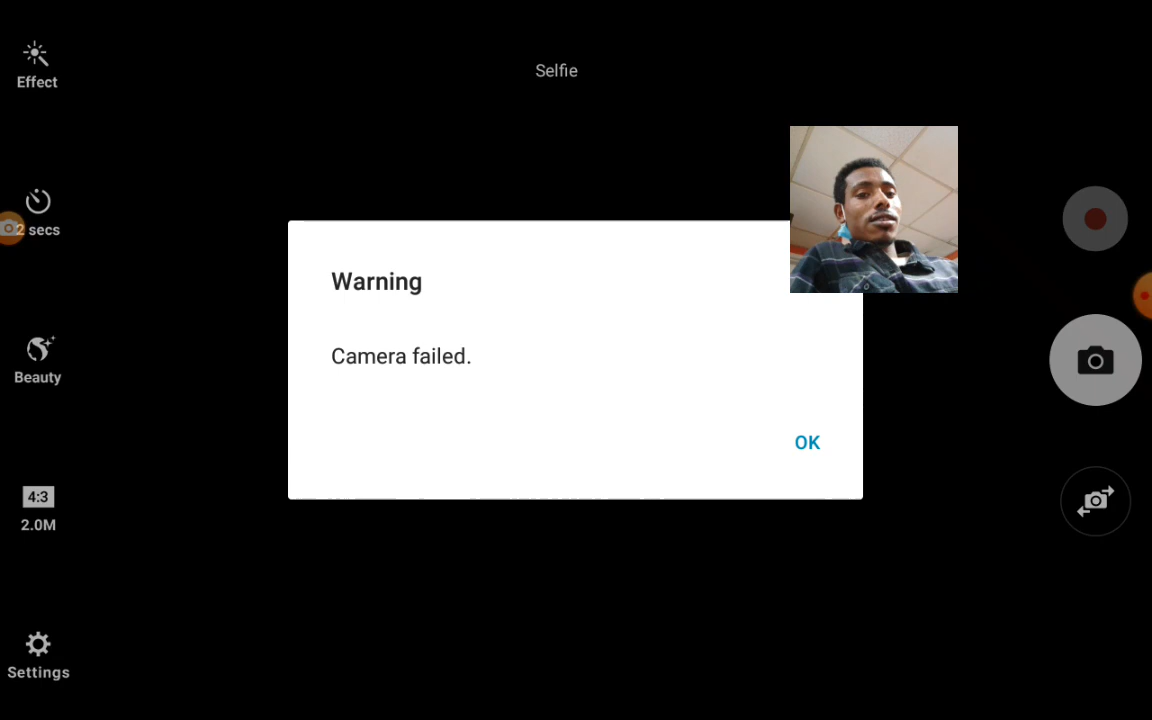 Effect
Selfie
2 secs
Warning
Camera failed.
Beauty
OK
4:3
2.0M
Settings